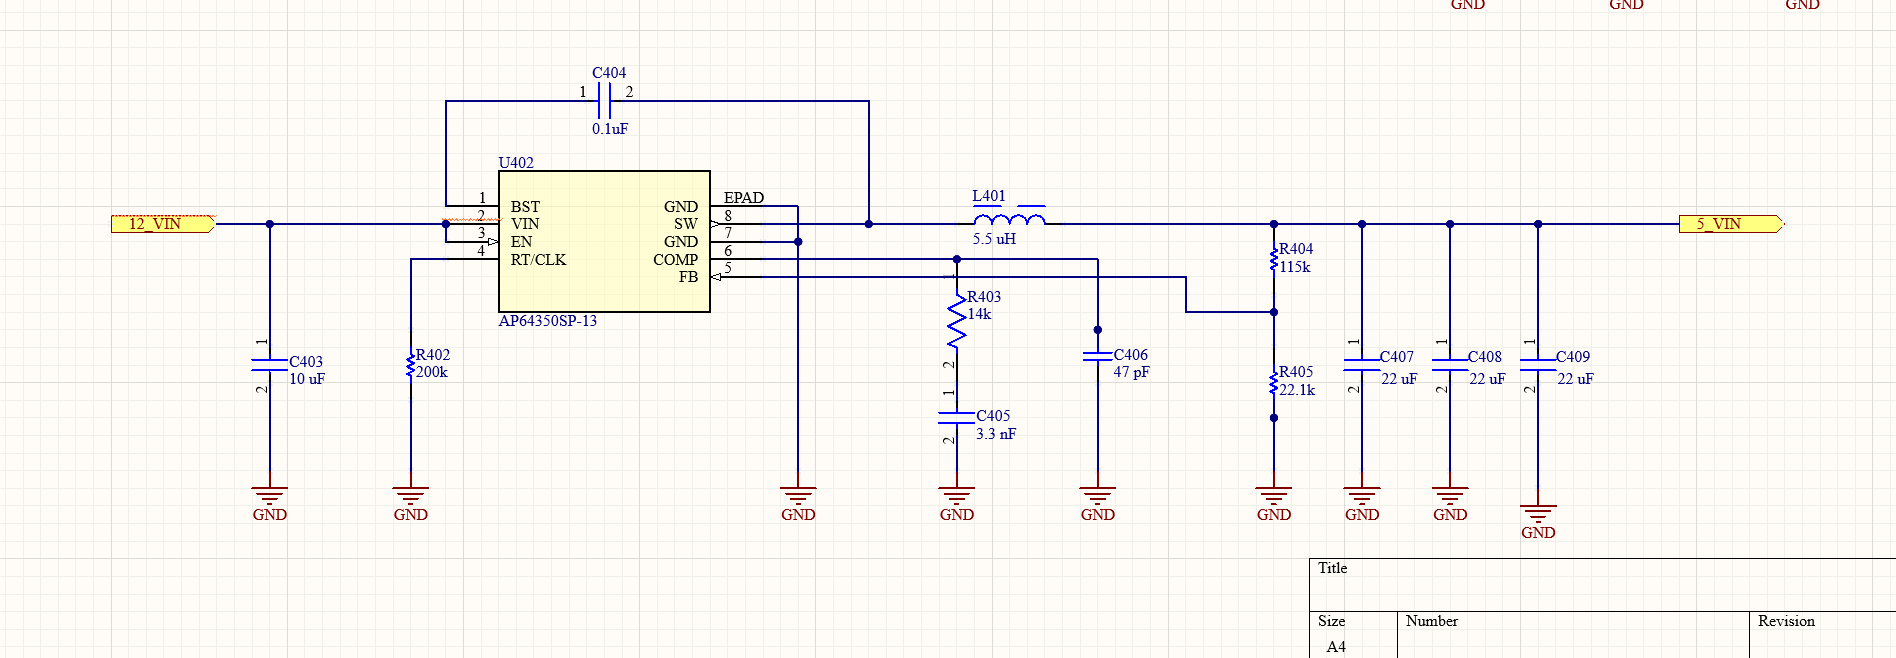 GND GND GND
C404
1 2
0.1uF
U402
1 BST
2 VIN
3 EN
4 RT/CLK
EPAD GND
8 SW
7 GND
6 COMP
5 FB
AP64350SP-13
12_VIN
L401
5.5 uH
5_VIN
R404
115k
1
R403
14k
2
1
C403
10 uF
2
R402
200k
1
C405
3.3 nF
2
C406
47 pF
R405
22.1k
1
C407
22 uF
2
1
C408
22 uF
2
1
C409
22 uF
2
GND GND GND GND GND GND GND GND
GND
Title
Size Number Revision
A4